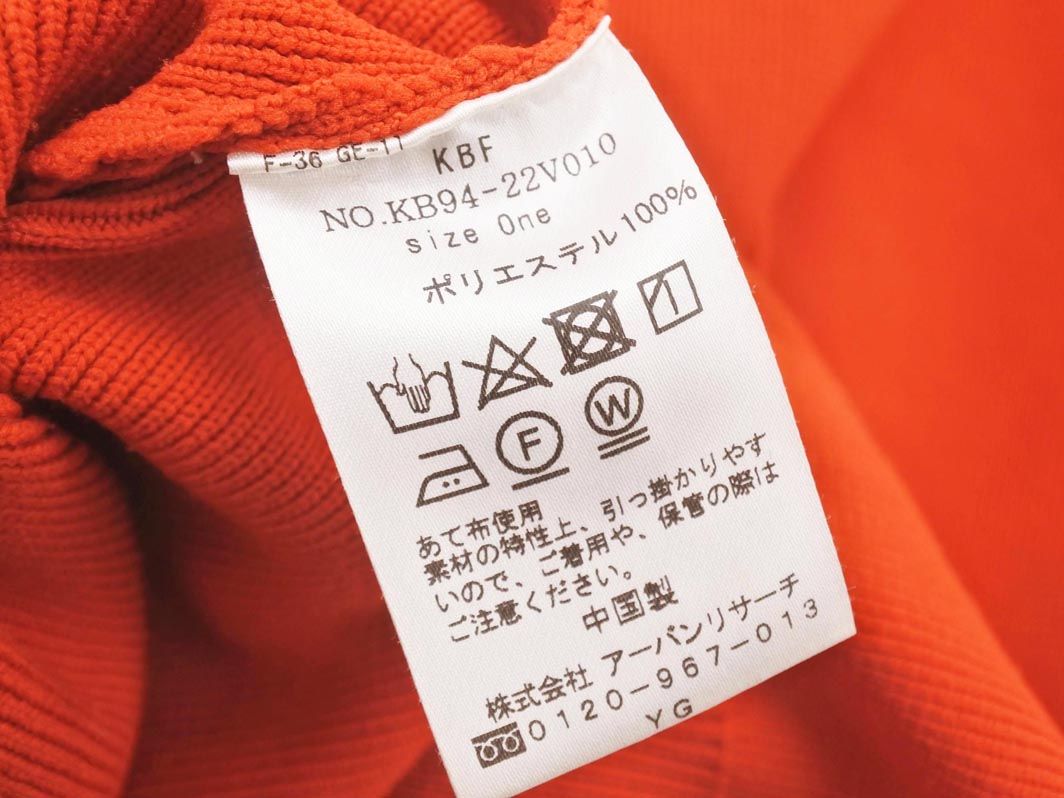 F-36 GE-11
KBF
NO.KB94-22V010
size One
ポリエステル100%
1
F
W
あて布使用
素材の特性上、引っ掛かりやす
いので、ご着用や、保管の際は
ご注意ください。
中国製
株式会社 アーバンリサーチ
0120-967-013
YG